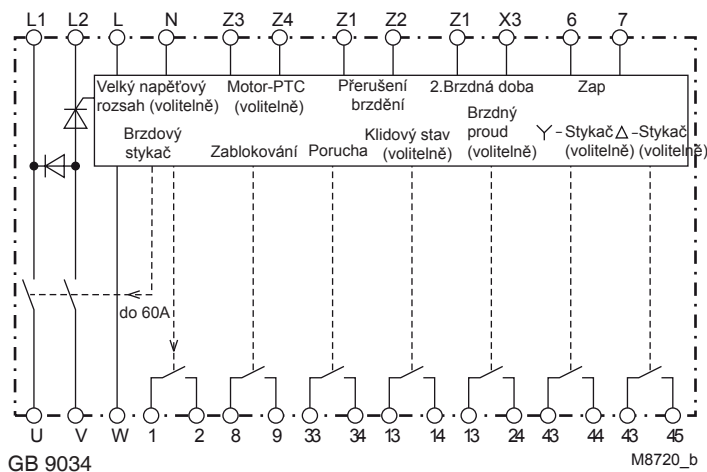 L1 L2 L N Z3 Z4 Z1 Z2 Z1 X3 6 7
Velký napěťový rozsah (volitelně)
Motor-PTC (volitelně)
Přerušení brzdění
2.Brzdná doba
Zap
Brzdový stykač
Zablokování
Porucha
Klidový stav (volitelně)
Brzdný proud (volitelně)
Y - Stykač (volitelně)
△ - Stykač (volitelně)
do 60A
U V W 1 2 8 9 33 34 13 14 13 24 43 44 43 45
GB 9034
M8720_b